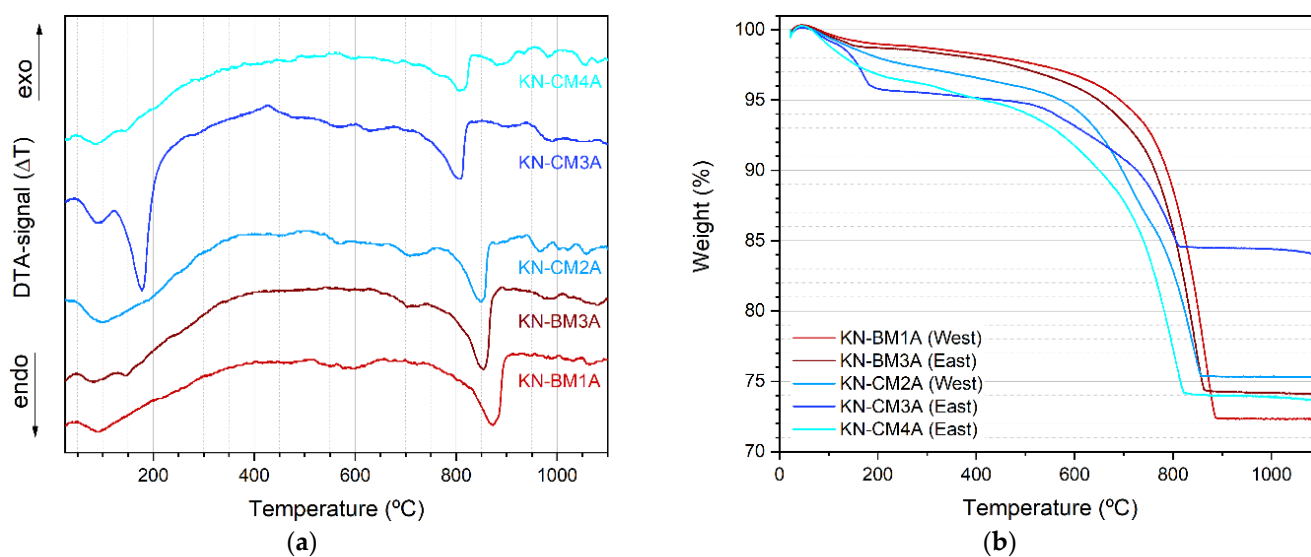 exo
DTA-signal (ΔT)
endo
KN-CM4A
KN-CM3A
KN-CM2A
KN-BM3A
KN-BM1A
200
400
600
800
1000
Temperature (ºC)
(a)
Weight (%)
100
95
90
85
80
75
70
KN-BM1A (West)
KN-BM3A (East)
KN-CM2A (West)
KN-CM3A (East)
KN-CM4A (East)
0
200
400
600
800
1000
Temperature (ºC)
(b)